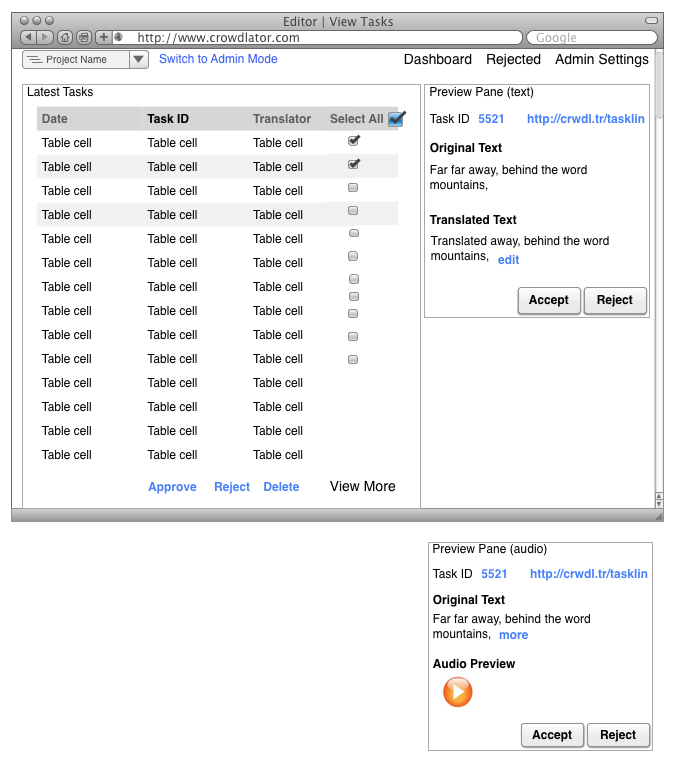 Editor | View Tasks
http://www.crowdlator.com
Google
Project Name Switch to Admin Mode Dashboard Rejected Admin Settings
Latest Tasks
Date Task ID Translator Select All
Table cell Table cell Table cell
Table cell Table cell Table cell
Table cell Table cell Table cell
Table cell Table cell Table cell
Table cell Table cell Table cell
Table cell Table cell Table cell
Table cell Table cell Table cell
Table cell Table cell Table cell
Table cell Table cell Table cell
Table cell Table cell Table cell
Table cell Table cell Table cell
Table cell Table cell Table cell
Table cell Table cell Table cell
Table cell Table cell Table cell
Approve Reject Delete View More
Preview Pane (text)
Task ID 5521 http://crwdl.tr/tasklin
Original Text
Far far away, behind the word
mountains,
Translated Text
Translated away, behind the word
mountains, edit
Accept Reject
Preview Pane (audio)
Task ID 5521 http://crwdl.tr/tasklin
Original Text
Far far away, behind the word
mountains, more
Audio Preview
Accept Reject